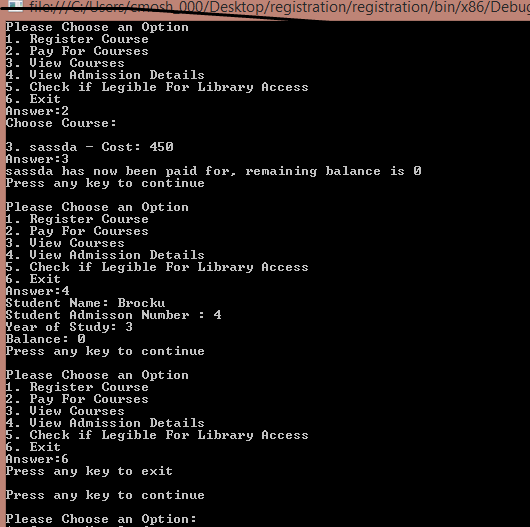 file:///C:/Users/cmosh_000/Desktop/registration/registration/bin/x86/Debug
Please Choose an Option
1. Register Course
2. Pay For Courses
3. View Courses
4. View Admission Details
5. Check if Legible For Library Access
6. Exit
Answer:2
Choose Course:
3. sassda - Cost: 450
Answer:3
sassda has now been paid for, remaining balance is 0
Press any key to continue
Please Choose an Option
1. Register Course
2. Pay For Courses
3. View Courses
4. View Admission Details
5. Check if Legible For Library Access
6. Exit
Answer:4
Student Name: Brocku
Student Admisson Number : 4
Year of Study: 3
Balance: 0
Press any key to continue
Please Choose an Option
1. Register Course
2. Pay For Courses
3. View Courses
4. View Admission Details
5. Check if Legible For Library Access
6. Exit
Answer:6
Press any key to exit
Press any key to continue
Please Choose an Option: